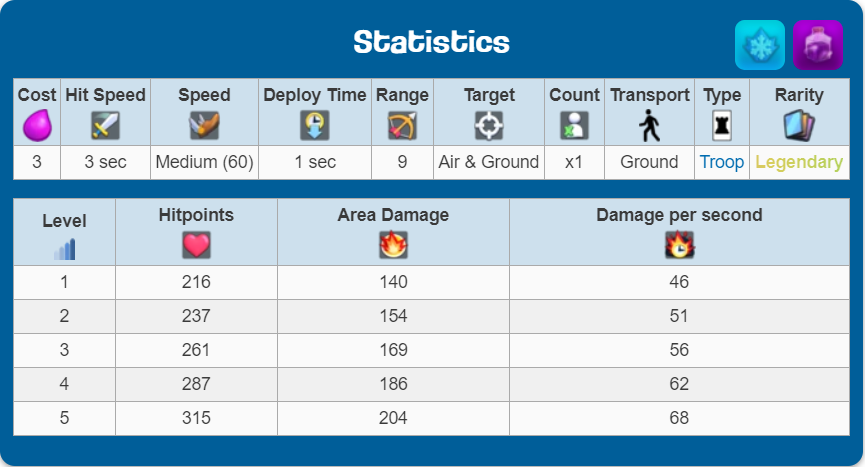 Statistics
Cost Hit Speed Speed Deploy Time Range Target Count Transport Type Rarity
3 3 sec Medium (60) 1 sec 9 Air & Ground x1 Ground Troop Legendary
Level Hitpoints Area Damage Damage per second
1 216 140 46
2 237 154 51
3 261 169 56
4 287 186 62
5 315 204 68